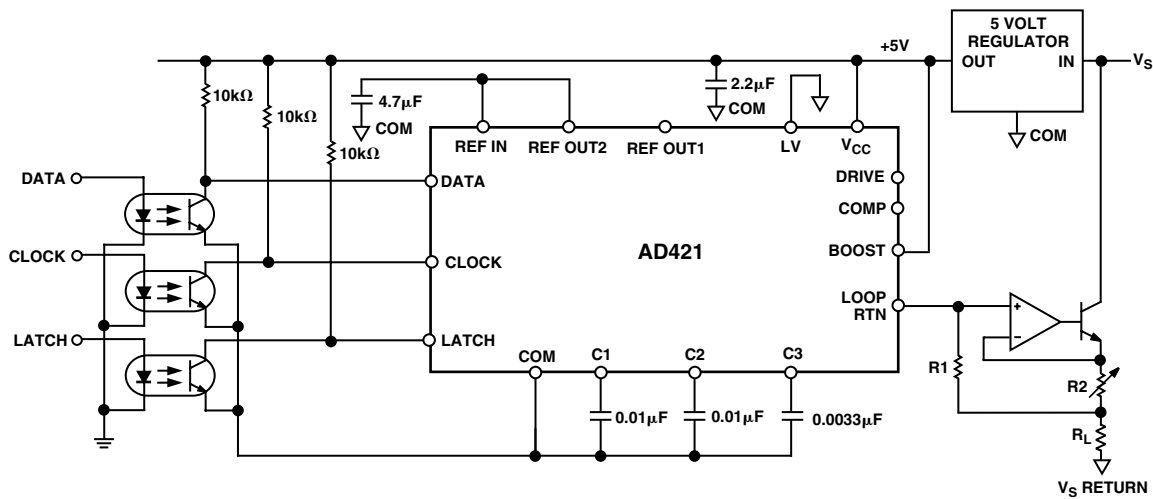 5 VOLT
REGULATOR
OUT IN
+5V
V_S
COM
10kΩ
10kΩ
10kΩ
4.7μF
COM
2.2μF
COM
REF IN
REF OUT2
REF OUT1
LV
V_CC
DATA
CLOCK
LATCH
DATA
CLOCK
LATCH
AD421
DRIVE
COMP
BOOST
LOOP
RTN
COM
C1
C2
C3
0.01μF
0.01μF
0.0033μF
+
–
R1
R2
R_L
V_S RETURN